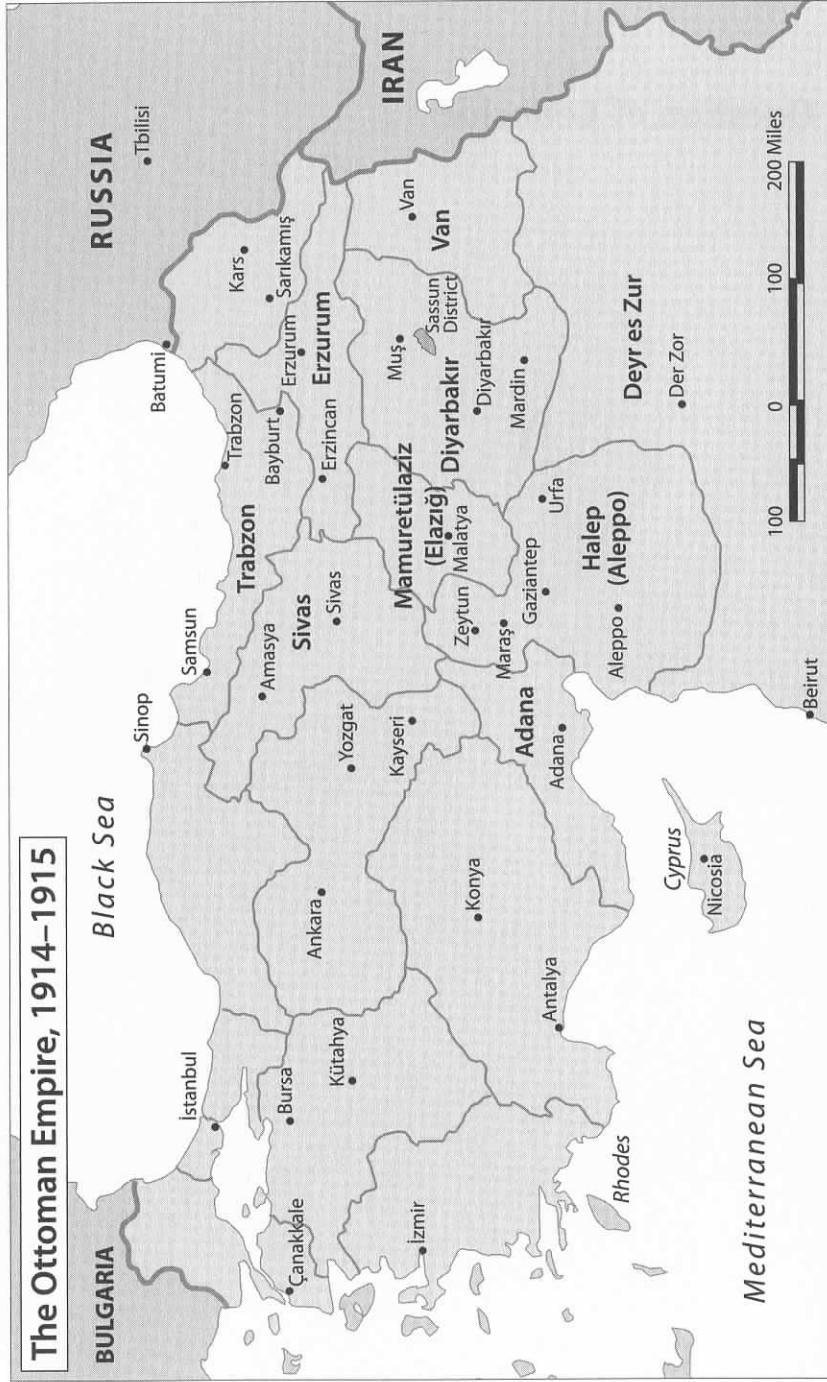 The Ottoman Empire, 1914–1915
BULGARIA
Black Sea
RUSSIA
Tbilisi
IRAN
Batumi
Sinop
Samsun
Trabzon
Trabzon
Bayburt
Kars
Sarıkamış
Erzurum
Erzurum
Erzincan
İstanbul
Bursa
Çanakkale
Kütahya
Ankara
Amasya
Sivas
Sivas
Yozgat
Kayseri
Mamuretülaziz
(Elazığ)
Malatya
Muş
Sassun
District
Van
Van
Diyarbakır
Diyarbakır
Mardin
İzmir
Konya
Antalya
Adana
Adana
Zeytun
Maraş
Gaziantep
Urfa
Halep
(Aleppo)
Aleppo
Deyr es Zur
Der Zor
Rhodes
Cyprus
Nicosia
Beirut
Mediterranean Sea
100
0
100
200 Miles